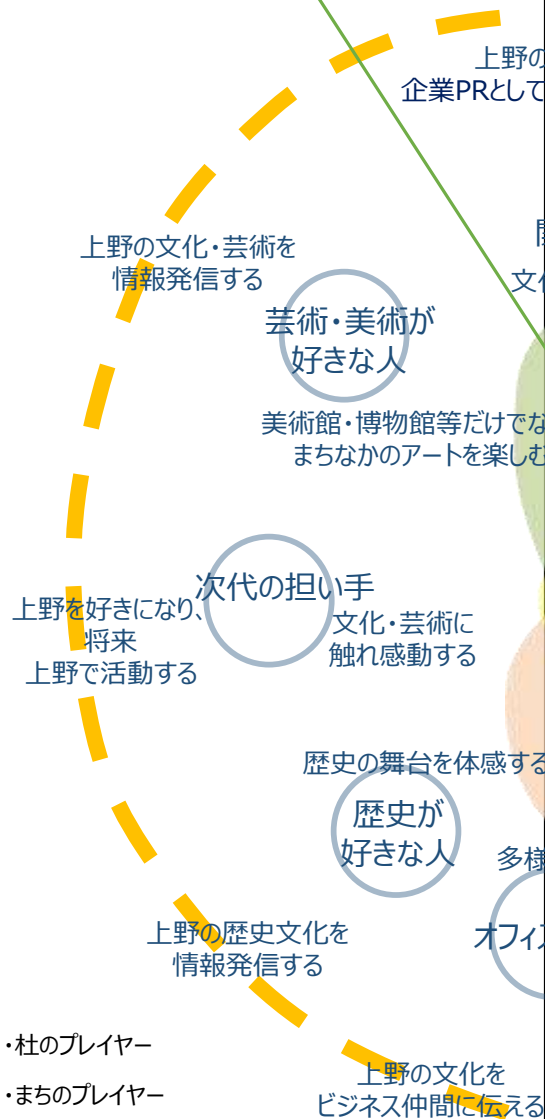 上野の
企業PRとして
文化
上野の文化・芸術を
情報発信する
芸術・美術が
好きな人
美術館・博物館等だけでな
まちなかのアートを楽しむ
次代の担い手
上野を好きになり、
将来
上野で活動する
文化・芸術に
触れ感動する
歴史の舞台を体感する
歴史が
好きな人
多様
オフィス
上野の歴史文化を
情報発信する
・杜のプレイヤー
・まちのプレイヤー
上野の文化を
ビジネス仲間に伝える